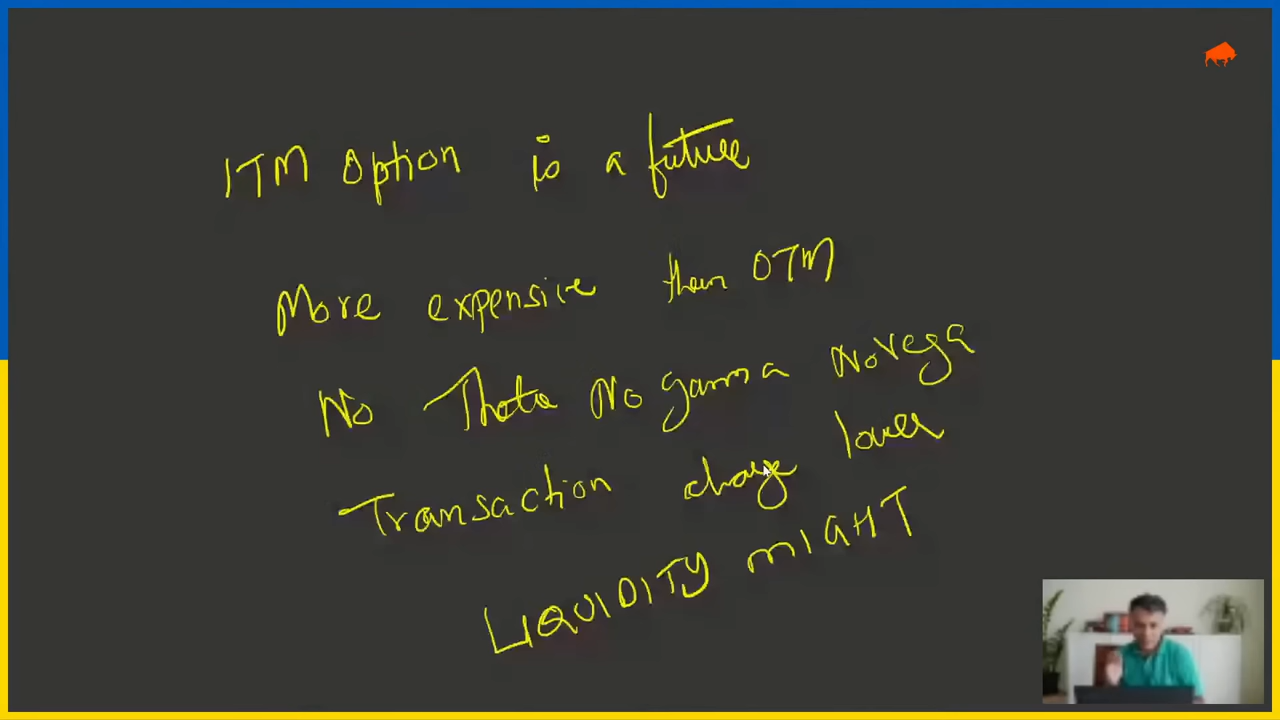 ITM Option is a future
More expensive than OTM
No Theta No gamma No Vega
Transaction charge lower
LIQUIDITY MIGHT